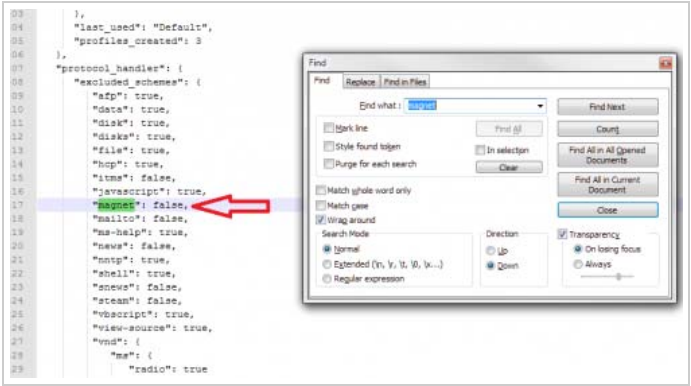 03 },
04 "last_used": "Default",
05 "profiles_created": 3
06 },
07 "protocol_handler": {
08 "excluded_schemes": {
09 "afp": true,
10 "data": true,
11 "disk": true,
12 "disks": true,
13 "file": true,
14 "hcp": true,
15 "itms": false,
16 "javascript": true,
17 "magnet": false,
18 "mailto": false,
19 "ms-help": true,
20 "news": false,
21 "nntp": true,
22 "shell": true,
23 "snews": false,
24 "steam": false,
25 "vbscript": true,
26 "view-source": true,
27 "vnd": {
28 "ms": {
29 "radio": true
Find
Find Replace Find in Files
Find what : magnet
Find Next
Mark line
Find All
Count
Style found token
In selection
Find All in All Opened
Documents
Purge for each search
Clear
Find All in Current
Document
Match whole word only
Match case
Close
Wrap around
Search Mode
Normal
Extended (\n, \r, \t, \0, \x...)
Regular expression
Direction
Up
Down
Transparency
On losing focus
Always